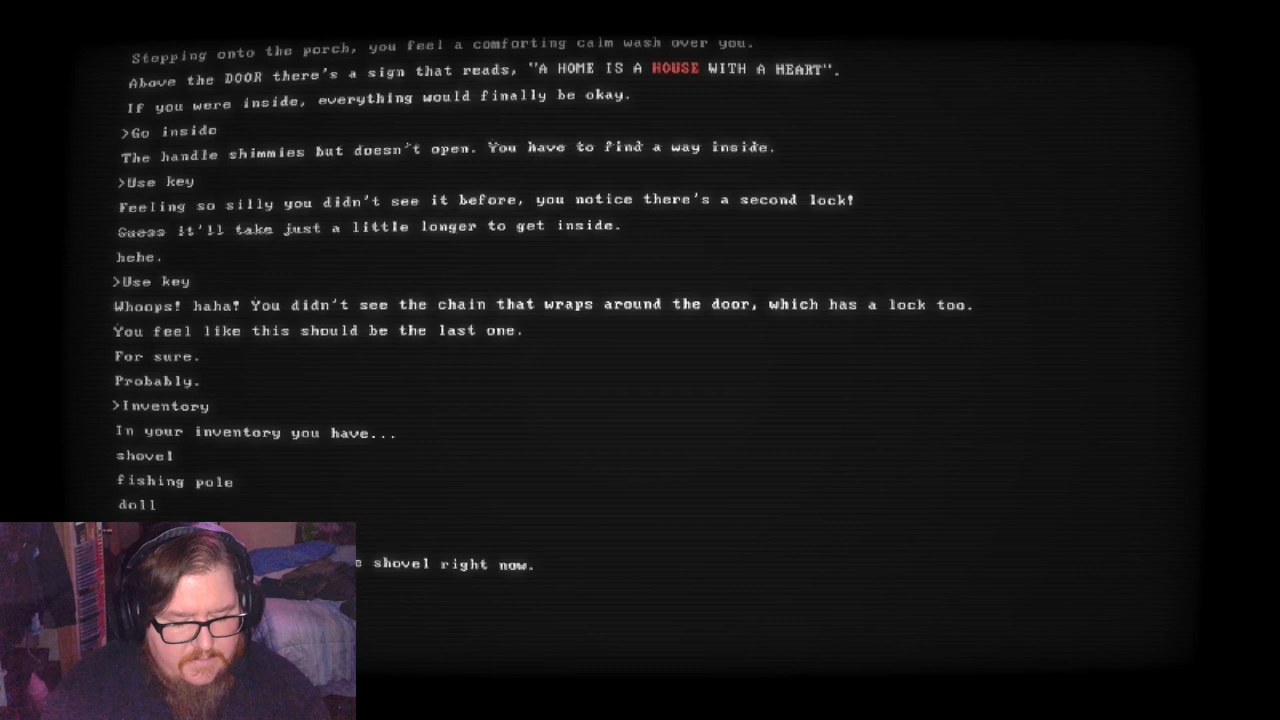 Stepping onto the porch, you feel a comforting calm wash over you.
Above the DOOR there's a sign that reads, "A HOME IS A HOUSE WITH A HEART".
If you were inside, everything would finally be okay.
>Go inside
The handle shimmies but doesn't open. You have to find a way inside.
>Use key
Feeling so silly you didn't see it before, you notice there's a second lock!
Guess it'll take just a little longer to get inside.
hehe.
>Use key
Whoops! haha! You didn't see the chain that wraps around the door, which has a lock too.
You feel like this should be the last one.
For sure.
Probably.
>Inventory
In your inventory you have...
shovel
fishing pole
doll
shovel right now.